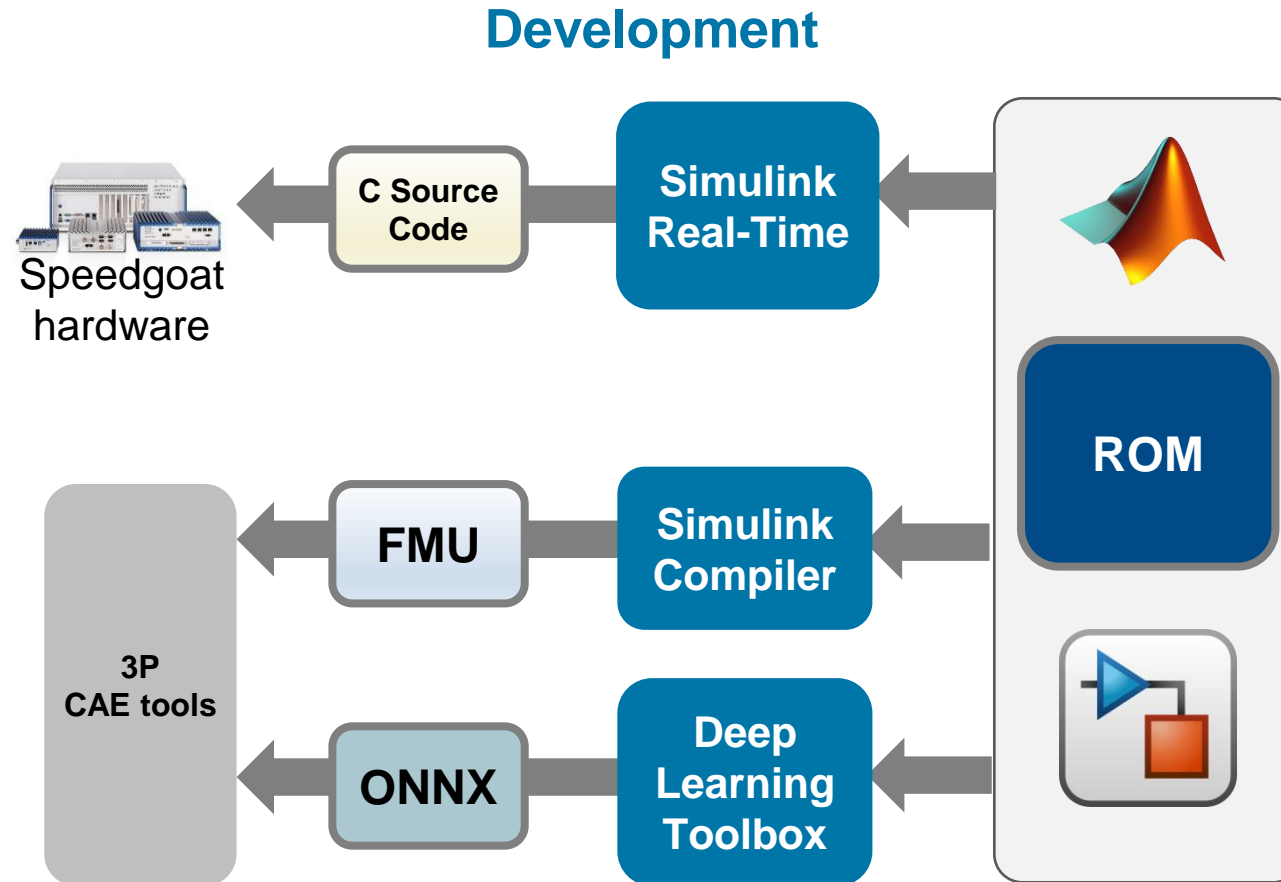 Development
C Source
Code
Simulink
Real-Time
Speedgoat
hardware
ROM
FMU
Simulink
Compiler
3P
CAE tools
ONNX
Deep
Learning
Toolbox